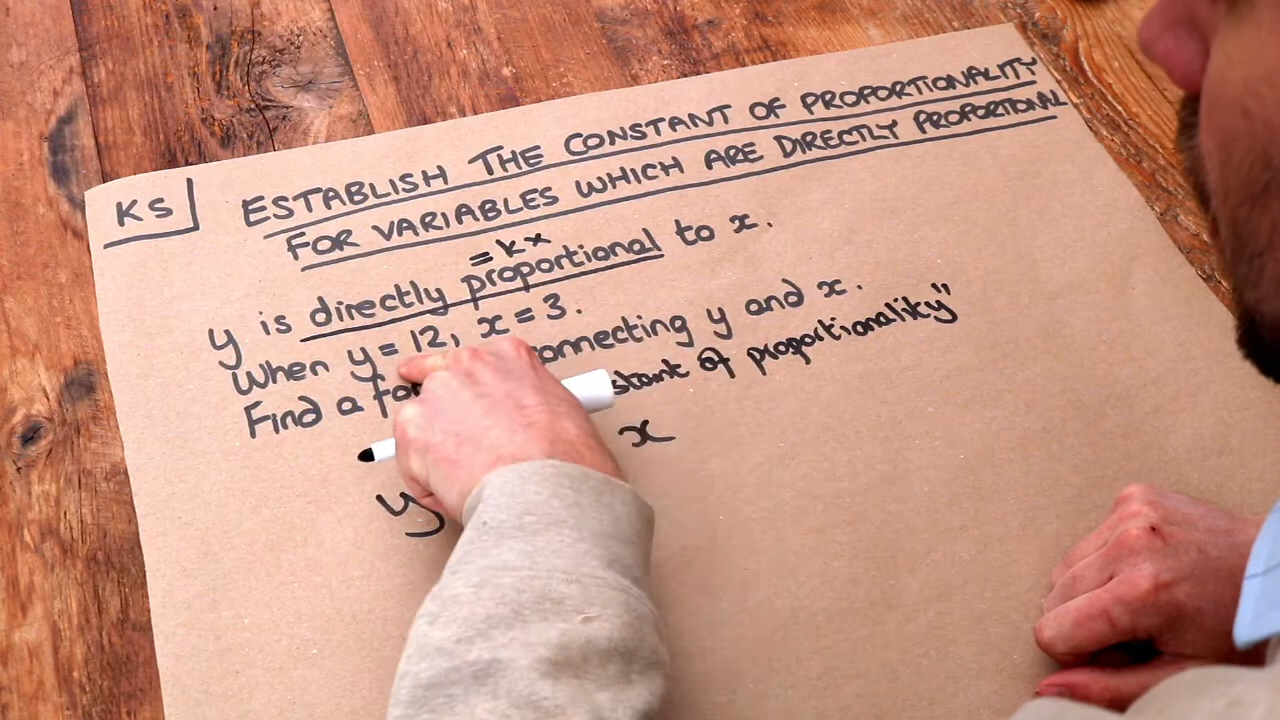 KS
ESTABLISH THE CONSTANT OF PROPORTIONALITY
FOR VARIABLES WHICH ARE DIRECTLY PROPORTIONAL
= kx
y is directly proportional to x.
When y = 12, x = 3.
Find a connecting y and x.
of proportionality"
y x